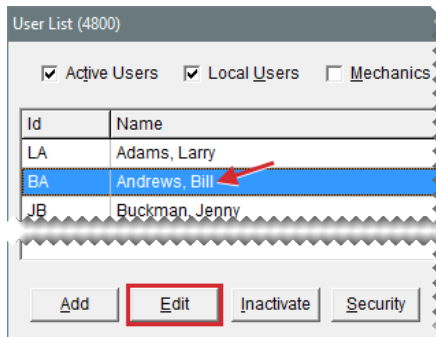 User List (4800)
Active Users Local Users Mechanics
Id Name
LA Adams, Larry
BA Andrews, Bill
JB Buckman, Jenny
Add Edit Inactivate Security